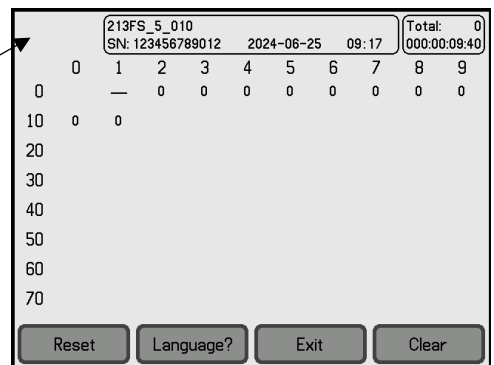 213FS_5_010
SN: 123456789012 2024-06-25 09:17
Total: 0
000:00:09:40
0 1 2 3 4 5 6 7 8 9
0 — 0 0 0 0 0 0 0 0
10 0 0
20
30
40
50
60
70
Reset Language? Exit Clear